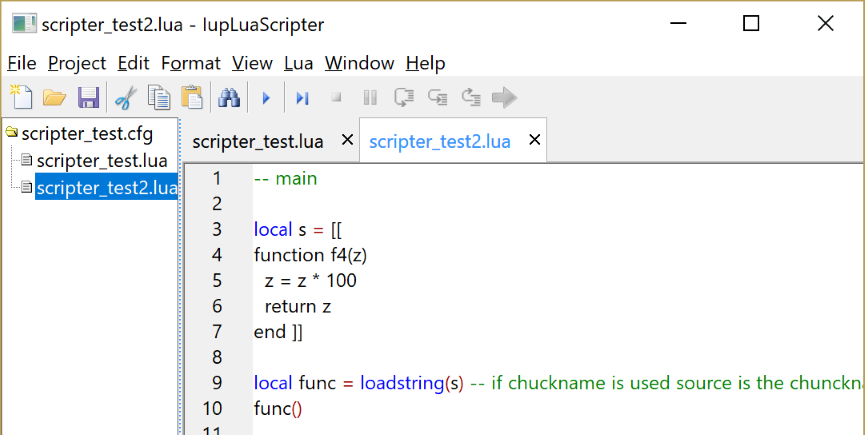 scripter_test2.lua - IupLuaScripter
File Project Edit Format View Lua Window Help
scripter_test.cfg
scripter_test.lua
scripter_test2.lua
scripter_test.lua scripter_test2.lua
1 -- main
2
3 local s = [[
4 function f4(z)
5 z = z * 100
6 return z
7 end ]]
8
9 local func = loadstring(s) -- if chuckname is used source is the
10 func()
11